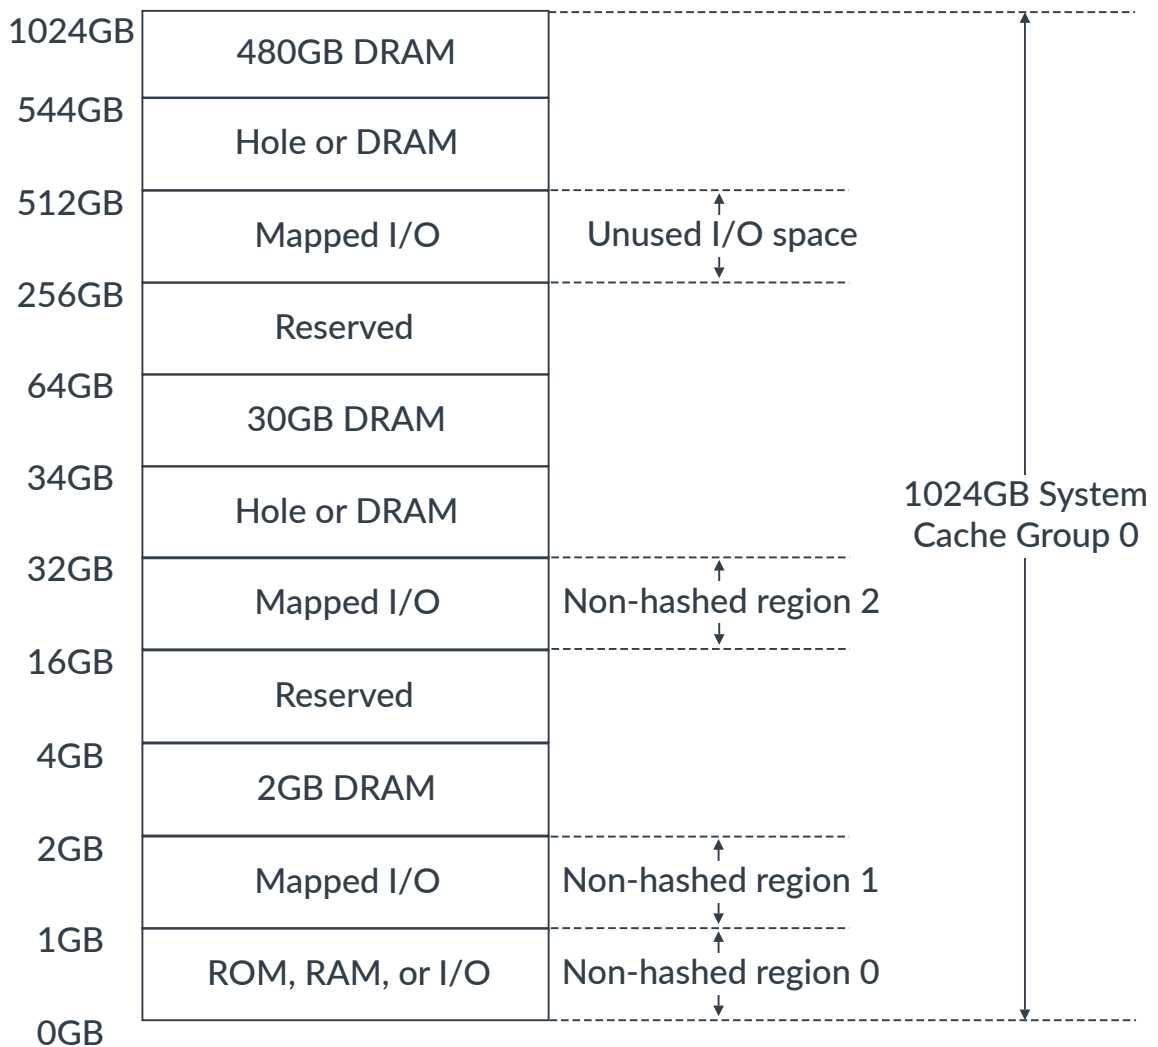 1024GB
480GB DRAM
544GB
Hole or DRAM
512GB
Mapped I/O
Unused I/O space
256GB
Reserved
64GB
30GB DRAM
34GB
1024GB System
Cache Group 0
Hole or DRAM
32GB
Mapped I/O
Non-hashed region 2
16GB
Reserved
4GB
2GB DRAM
2GB
Mapped I/O
Non-hashed region 1
1GB
ROM, RAM, or I/O
Non-hashed region 0
0GB